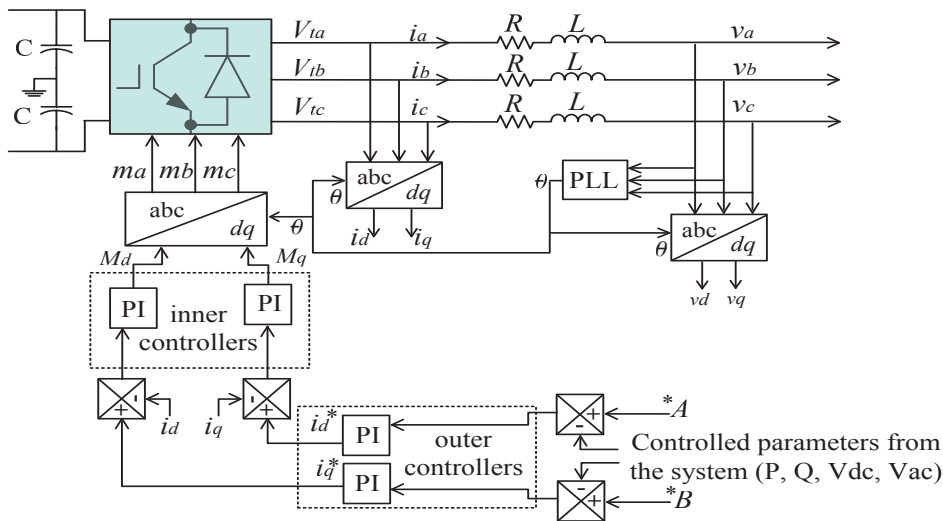 C
C
Vta ia R L va
Vtb ib R L vb
Vtc ic R L vc
ma mb mc
abc
dq
θ
abc
dq
θ
id iq
θ PLL
abc
dq
θ
vd vq
Md Mq
PI PI
inner
controllers
- +
id
- +
iq
id* PI
iq* PI
outer
controllers
+ -
*A
Controlled parameters from
the system (P, Q, Vdc, Vac)
- +
*B